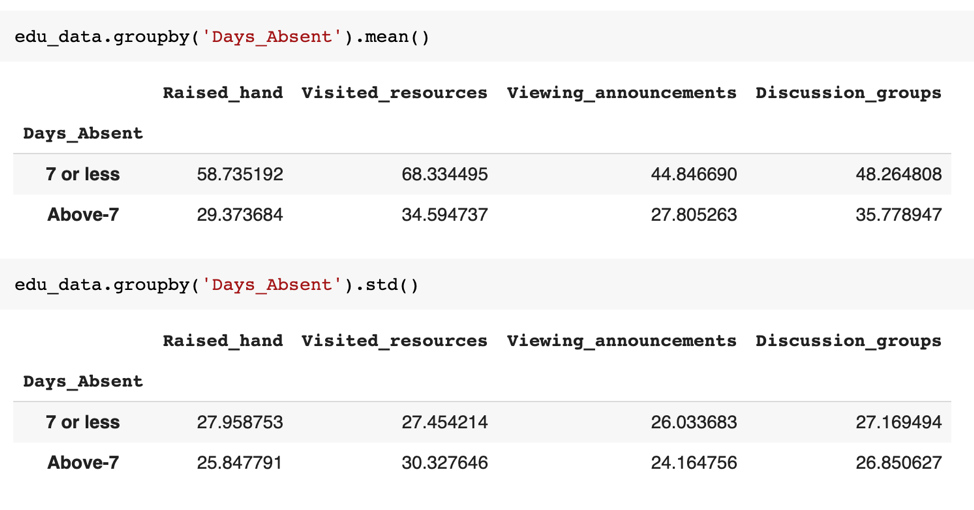 edu_data.groupby('Days_Absent').mean()
Raised_hand Visited_resources Viewing_announcements Discussion_groups
Days_Absent
7 or less 58.735192 68.334495 44.846690 48.264808
Above-7 29.373684 34.594737 27.805263 35.778947
edu_data.groupby('Days_Absent').std()
Raised_hand Visited_resources Viewing_announcements Discussion_groups
Days_Absent
7 or less 27.958753 27.454214 26.033683 27.169494
Above-7 25.847791 30.327646 24.164756 26.850627